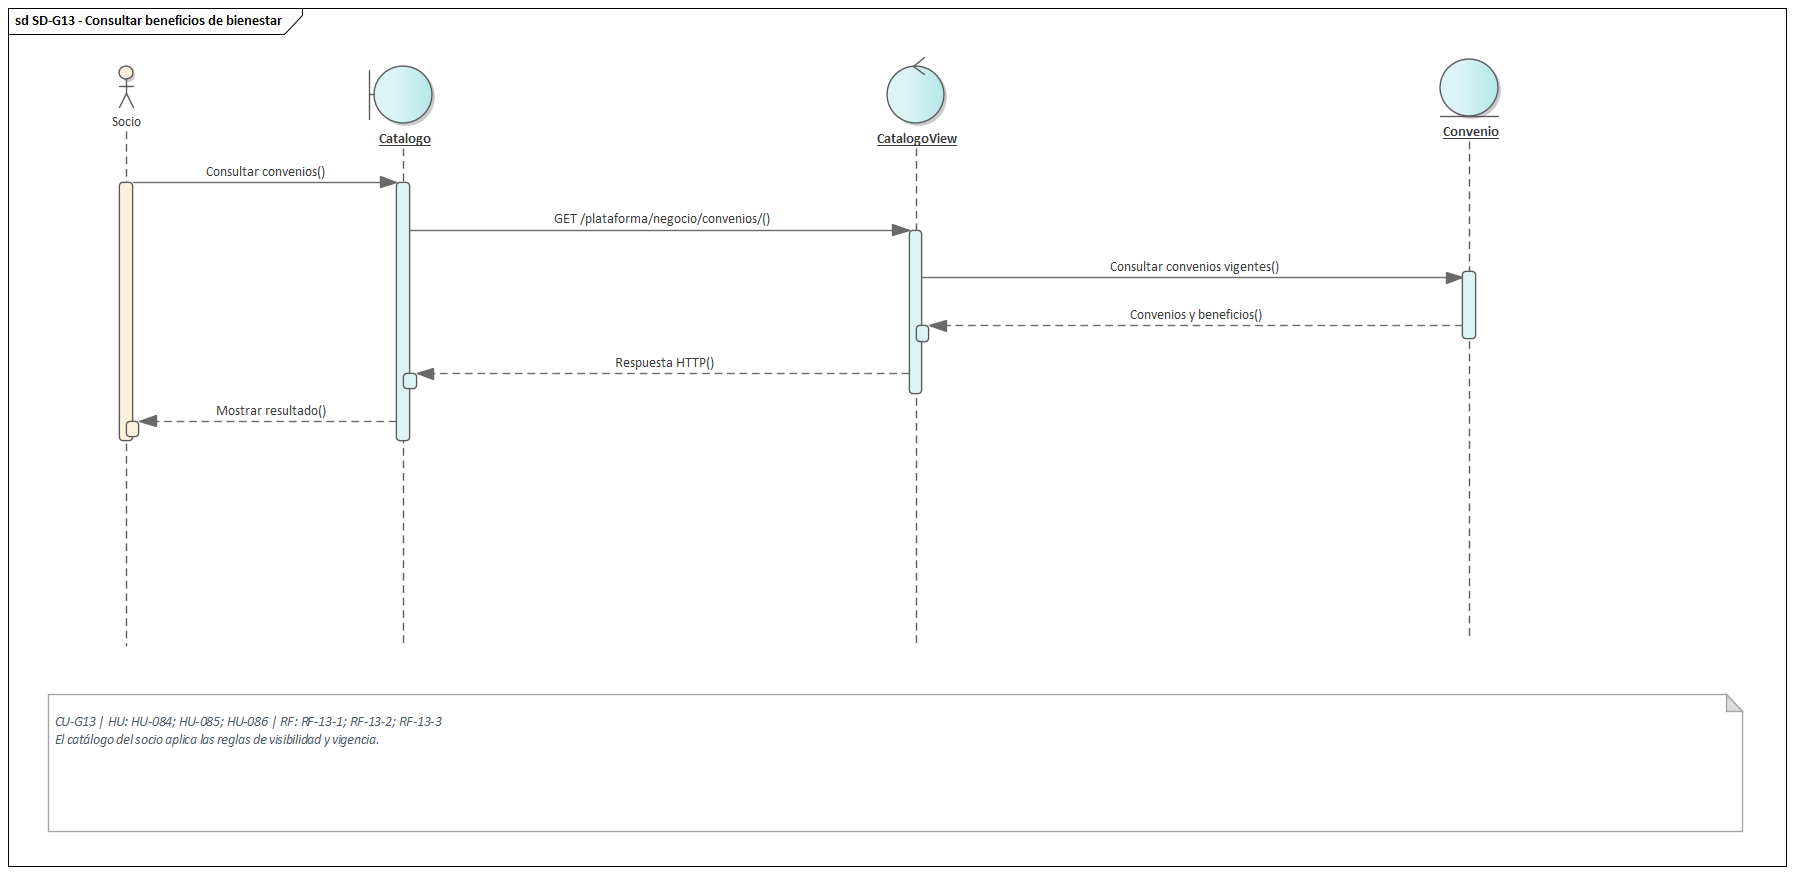 sd SD-G13 - Consultar beneficios de bienestar
Socio
Catalogo
CatalogoView
Convenio
Consultar convenios()
GET /plataforma/negocio/convenios/()
Consultar convenios vigentes()
Convenios y beneficios()
Respuesta HTTP()
Mostrar resultado()
CU-G13 | HU: HU-084; HU-085; HU-086 | RF: RF-13-1; RF-13-2; RF-13-3
El catálogo del socio aplica las reglas de visibilidad y vigencia.